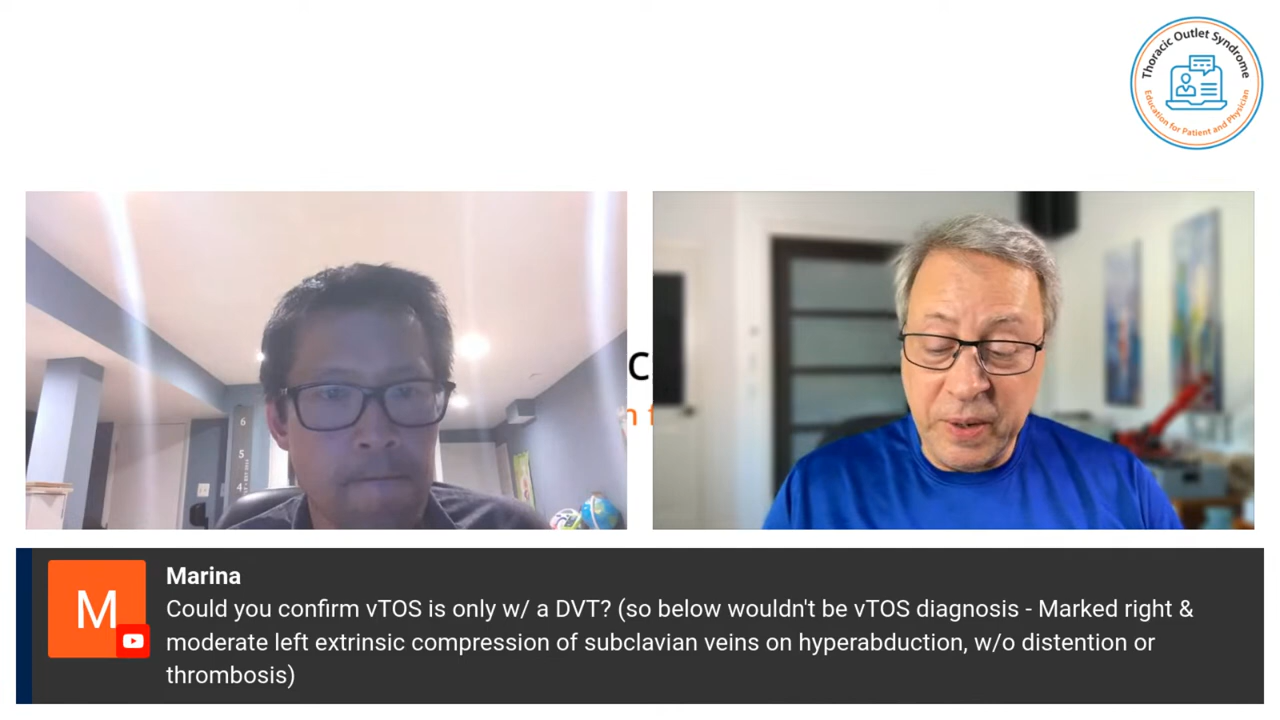 Thoracic Outlet Syndrome
Education for Patient and Physician
6
5
4
M
Marina
Could you confirm vTOS is only w/ a DVT? (so below wouldn't be vTOS diagnosis - Marked right &
moderate left extrinsic compression of subclavian veins on hyperabduction, w/o distention or
thrombosis)